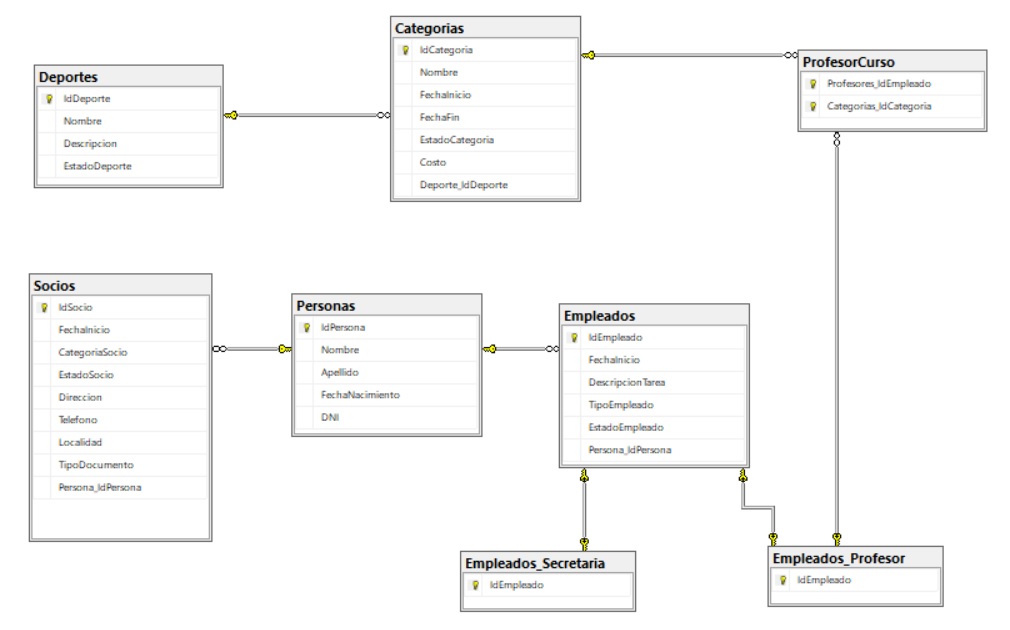 Categorias
IdCategoria
Nombre
FechaInicio
FechaFin
EstadoCategoria
Costo
Deporte_IdDeporte
ProfesorCurso
Profesores_IdEmpleado
Categorias_IdCategoria
Deportes
IdDeporte
Nombre
Descripcion
EstadoDeporte
Socios
IdSocio
FechaInicio
CategoriaSocio
EstadoSocio
Direccion
Telefono
Localidad
TipoDocumento
Persona_IdPersona
Personas
IdPersona
Nombre
Apellido
FechaNacimiento
DNI
Empleados
IdEmpleado
FechaInicio
DescripcionTarea
TipoEmpleado
EstadoEmpleado
Persona_IdPersona
Empleados_Secretaria
IdEmpleado
Empleados_Profesor
IdEmpleado